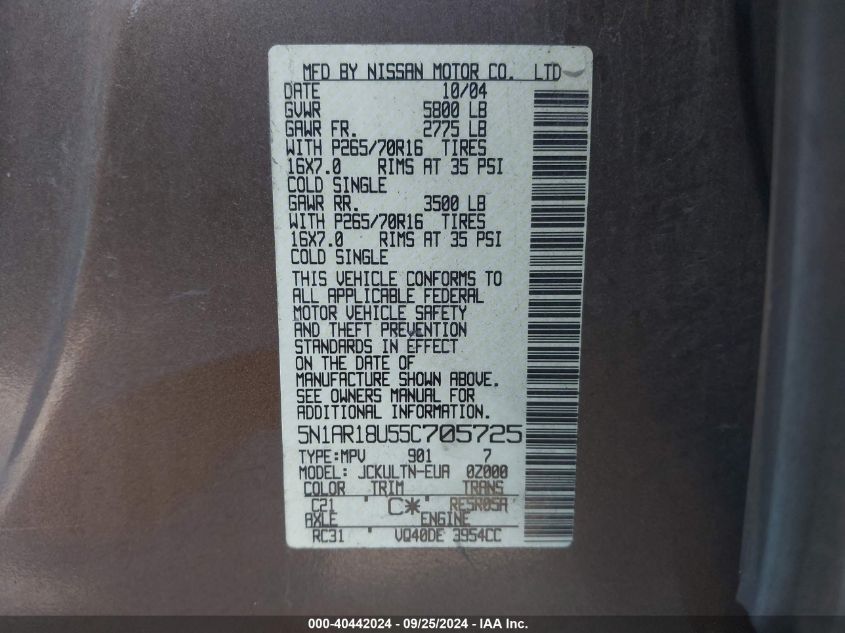 MFD BY NISSAN MOTOR CO. LTD
DATE 10/04
GVWR 5800 LB
GAWR FR. 2775 LB
WITH P265/70R16 TIRES
16X7.0 RIMS AT 35 PSI
COLD SINGLE
GAWR RR. 3500 LB
WITH P265/70R16 TIRES
16X7.0 RIMS AT 35 PSI
COLD SINGLE
THIS VEHICLE CONFORMS TO
ALL APPLICABLE FEDERAL
MOTOR VEHICLE SAFETY
AND THEFT PREVENTION
STANDARDS IN EFFECT
ON THE DATE OF
MANUFACTURE SHOWN ABOVE.
SEE OWNERS MANUAL FOR
ADDITIONAL INFORMATION.
5N1AR18U55C705725
TYPE:MPV 901 7
MODEL: JCKULTN-EUA 0Z000
COLOR TRIM TRANS
C21 ' C* ' RE5R05A
AXLE ENGINE
RC31 ' VQ40DE 3954CC
000-40442024 - 09/25/2024 - IAA Inc.